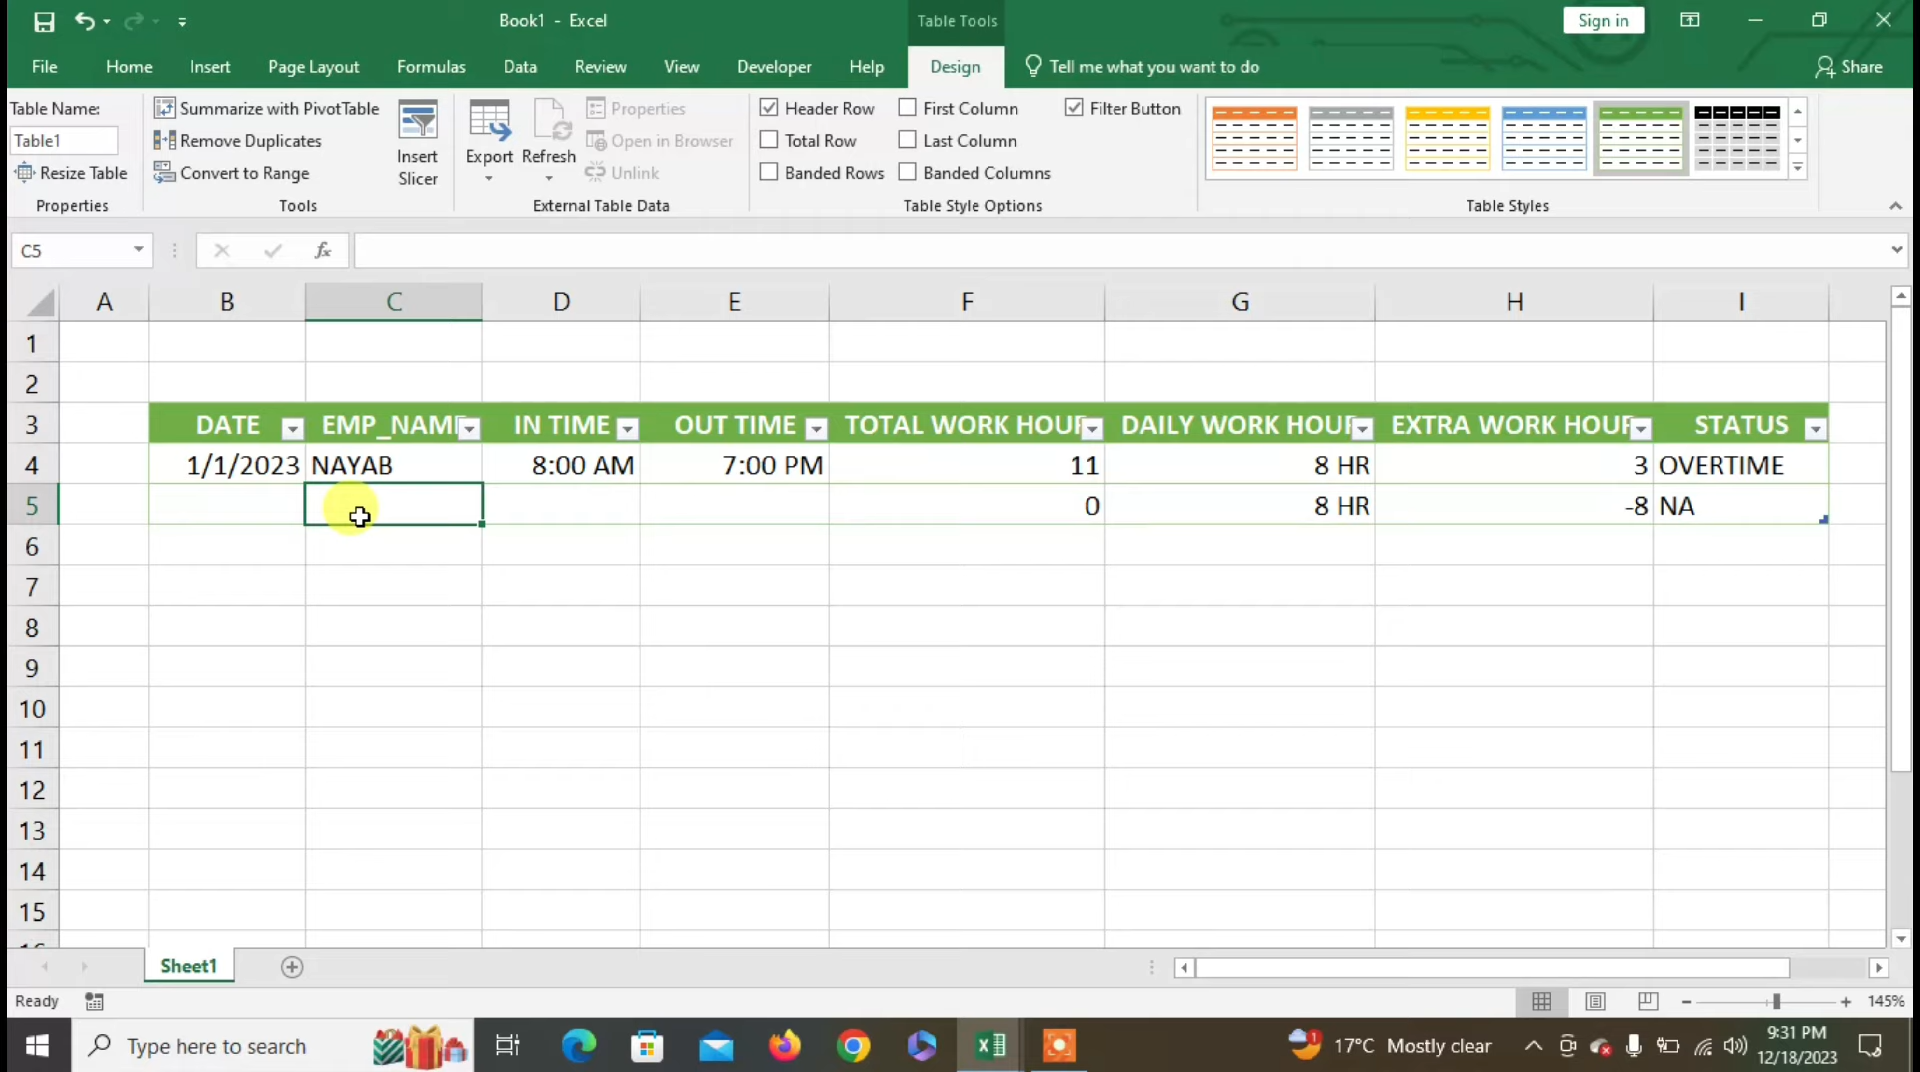 Book1 - Excel
Table Tools
Sign in
File Home Insert Page Layout Formulas Data Review View Developer Help Design Tell me what you want to do Share
Table Name:
Table1
Resize Table
Properties
Summarize with PivotTable
Remove Duplicates
Convert to Range
Tools
Insert
Slicer
Export
Refresh
Properties
Open in Browser
Unlink
External Table Data
Header Row First Column Filter Button
Total Row Last Column
Banded Rows Banded Columns
Table Style Options
Table Styles
C5
fx
A B C D E F G H I
1
2
3 DATE EMP_NAME IN TIME OUT TIME TOTAL WORK HOUR DAILY WORK HOUR EXTRA WORK HOUR STATUS
4 1/1/2023 NAYAB 8:00 AM 7:00 PM 11 8 HR 3 OVERTIME
5 0 8 HR -8 NA
6
7
8
9
10
11
12
13
14
15
Sheet1
Ready
145%
Type here to search
17°C Mostly clear
9:31 PM
12/18/2023